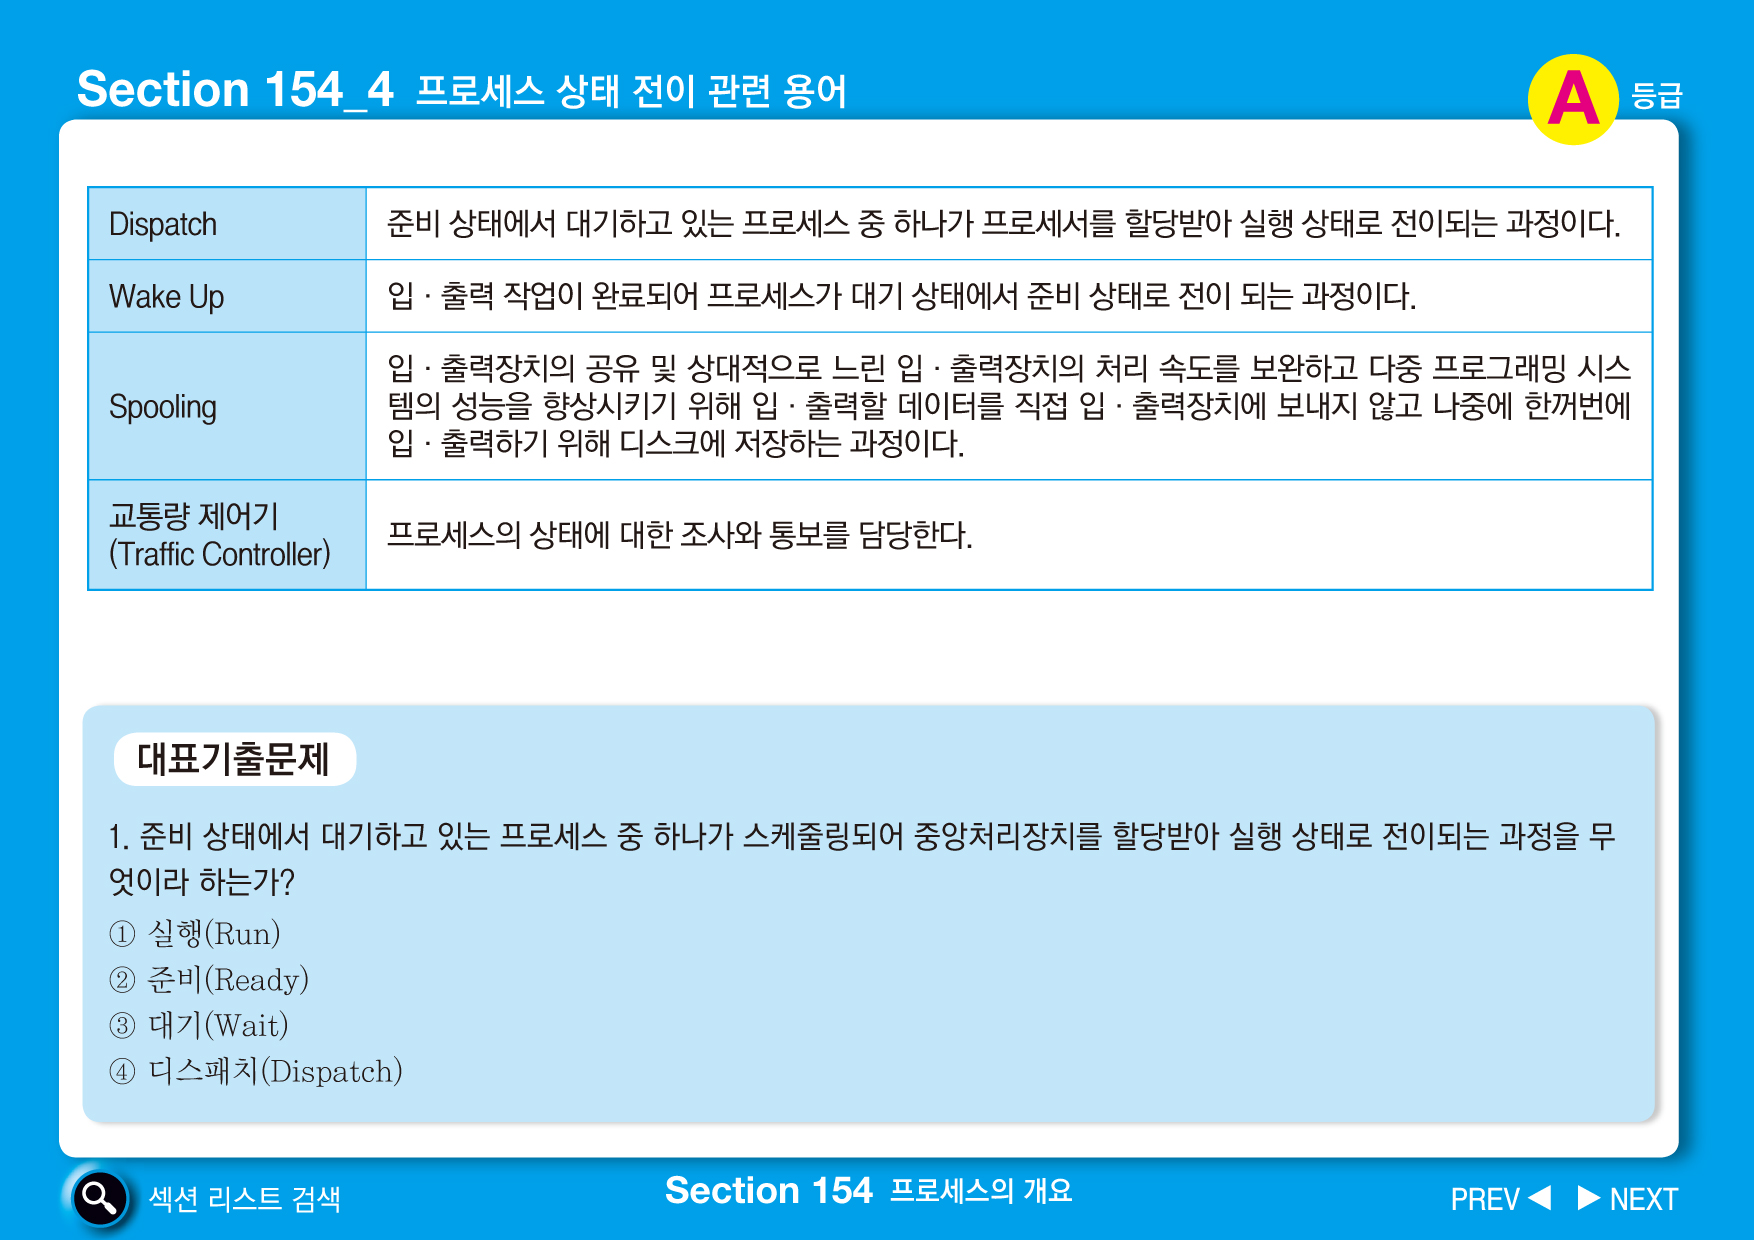 Section 154_4 프로세스 상태 전이 관련 용어
A 등급
Dispatch
준비 상태에서 대기하고 있는 프로세스 중 하나가 프로세서를 할당받아 실행 상태로 전이되는 과정이다.
Wake Up
입 · 출력 작업이 완료되어 프로세스가 대기 상태에서 준비 상태로 전이 되는 과정이다.
Spooling
입 · 출력장치의 공유 및 상대적으로 느린 입 · 출력장치의 처리 속도를 보완하고 다중 프로그래밍 시스
템의 성능을 향상시키기 위해 입 · 출력할 데이터를 직접 입 · 출력장치에 보내지 않고 나중에 한꺼번에
입 · 출력하기 위해 디스크에 저장하는 과정이다.
교통량 제어기
(Traffic Controller)
프로세스의 상태에 대한 조사와 통보를 담당한다.
대표기출문제
1. 준비 상태에서 대기하고 있는 프로세스 중 하나가 스케줄링되어 중앙처리장치를 할당받아 실행 상태로 전이되는 과정을 무
엇이라 하는가?
① 실행(Run)
② 준비(Ready)
③ 대기(Wait)
④ 디스패치(Dispatch)
섹션 리스트 검색
Section 154 프로세스의 개요
PREV ◀ ▶ NEXT